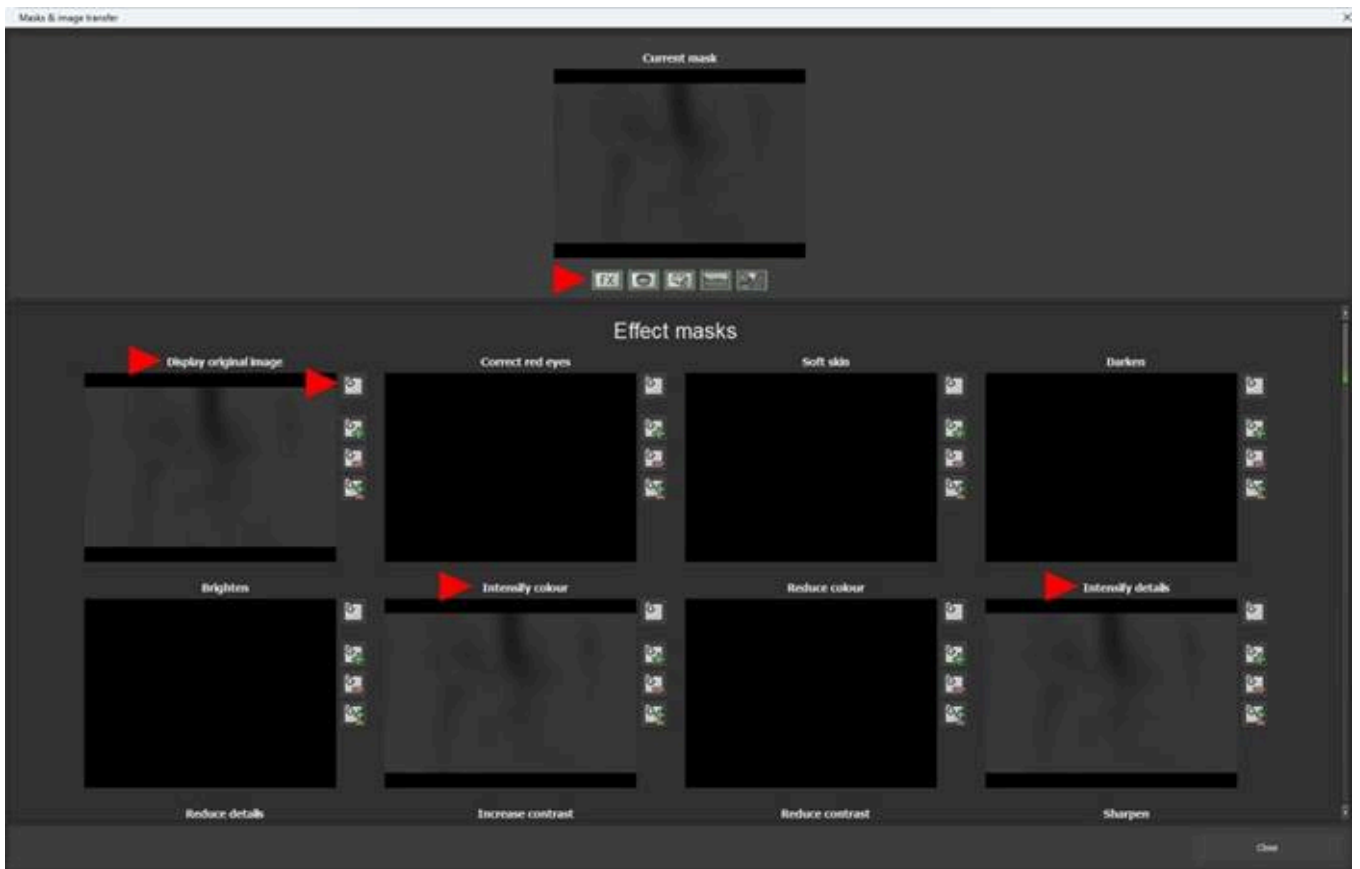 Masks & image transfer
Current mask
fx
Effect masks
Display original image
Correct red eyes
Soft skin
Darken
Brighten
Intensify colour
Reduce colour
Intensify details
Reduce details
Increase contrast
Reduce contrast
Sharpen
Close